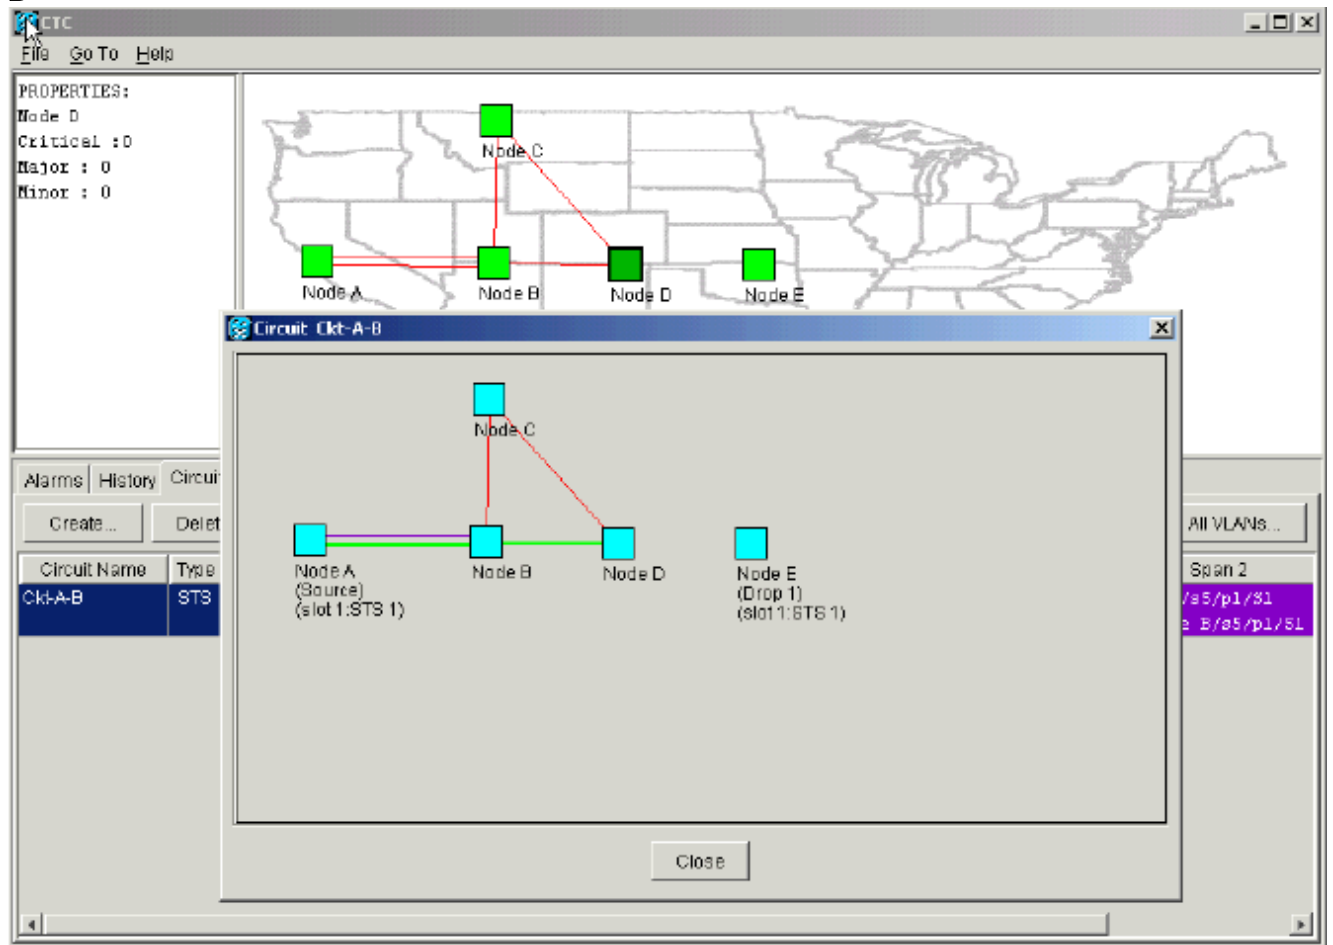 CTC
File Go To Help
PROPERTIES:
Node D
Critical :0
Major : 0
Minor : 0
Node C
Node A
Node B
Node D
Node E
Circuit Ckt-A-B
Node C
Node A
(Source)
(slot 1:STS 1)
Node B
Node D
Node E
(Drop 1)
(slot 1:STS 1)
Close
Alarms History Circui
Create... Delet All VLANs...
Circuit Name Type Span 2
Ckt-A-B STS /s5/p1/S1
e B/s5/p1/S1